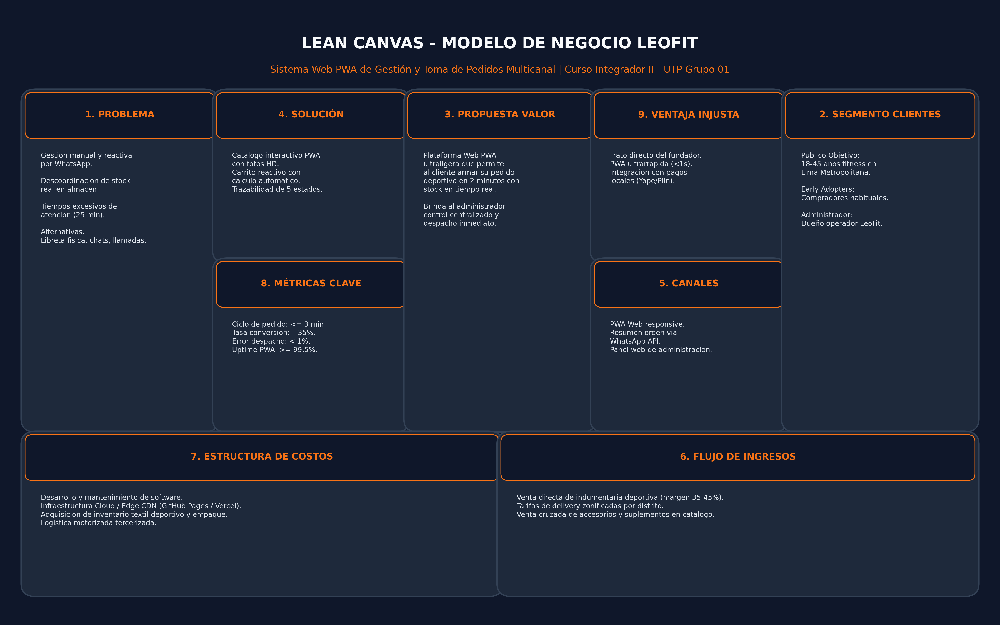 LEAN CANVAS - MODELO DE NEGOCIO LEOFIT
Sistema Web PWA de Gestión y Toma de Pedidos Multicanal | Curso Integrador II - UTP Grupo 01
1. PROBLEMA
Gestion manual y reactiva
por WhatsApp.
Descoordinacion de stock
real en almacen.
Tiempos excesivos de
atencion (25 min).
Alternativas:
Libreta fisica, chats, llamadas.
4. SOLUCIÓN
Catalogo interactivo PWA
con fotos HD.
Carrito reactivo con
calculo automatico.
Trazabilidad de 5 estados.
8. MÉTRICAS CLAVE
Ciclo de pedido: <= 3 min.
Tasa conversion: +35%.
Error despacho: < 1%.
Uptime PWA: >= 99.5%.
3. PROPUESTA VALOR
Plataforma Web PWA
ultraligera que permite
al cliente armar su pedido
deportivo en 2 minutos con
stock en tiempo real.
Brinda al administrador
control centralizado y
despacho inmediato.
9. VENTAJA INJUSTA
Trato directo del fundador.
PWA ultrarrapida (<1s).
Integracion con pagos
locales (Yape/Plin).
5. CANALES
PWA Web responsive.
Resumen orden via
WhatsApp API.
Panel web de administracion.
2. SEGMENTO CLIENTES
Publico Objetivo:
18-45 anos fitness en
Lima Metropolitana.
Early Adopters:
Compradores habituales.
Administrador:
Dueño operador LeoFit.
7. ESTRUCTURA DE COSTOS
Desarrollo y mantenimiento de software.
Infraestructura Cloud / Edge CDN (GitHub Pages / Vercel).
Adquisicion de inventario textil deportivo y empaque.
Logistica motorizada tercerizada.
6. FLUJO DE INGRESOS
Venta directa de indumentaria deportiva (margen 35-45%).
Tarifas de delivery zonificadas por distrito.
Venta cruzada de accesorios y suplementos en catalogo.